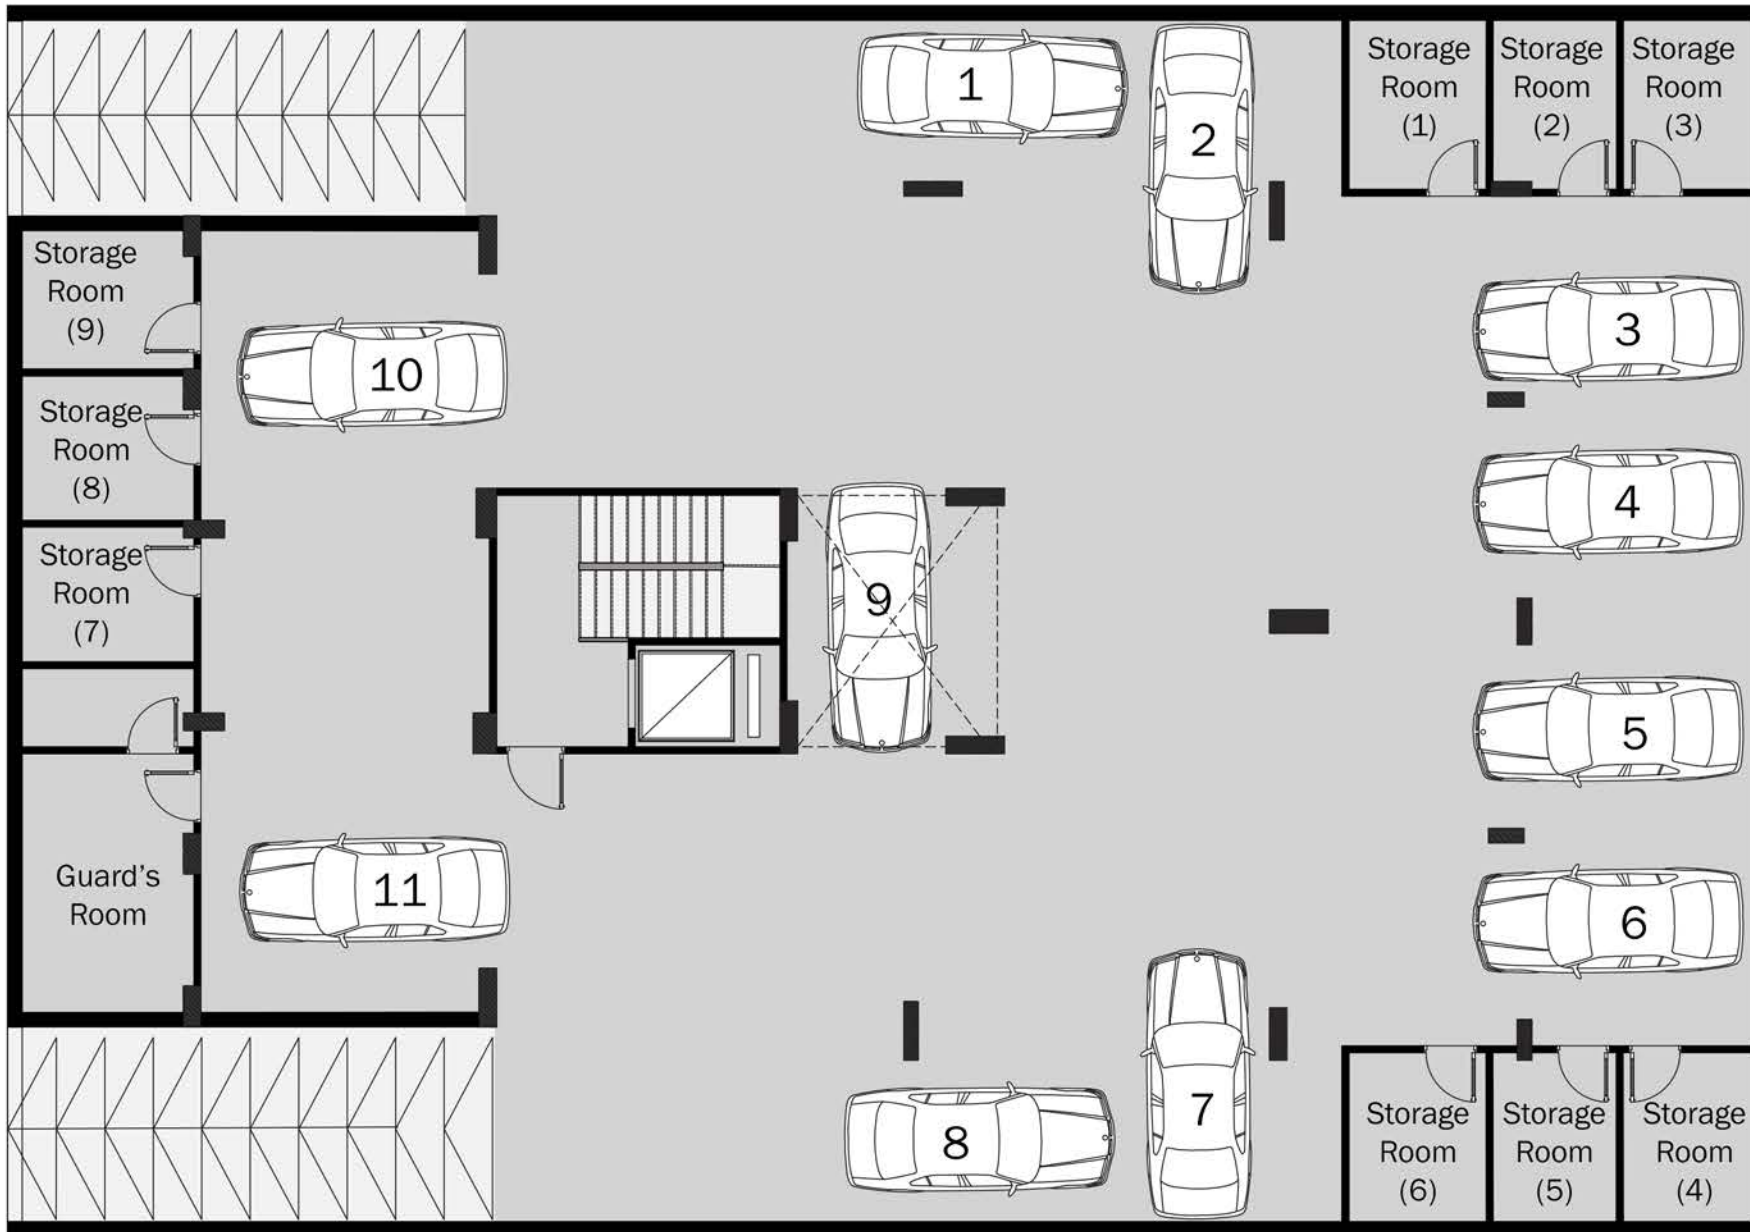 Storage
Room
(1)
Storage
Room
(2)
Storage
Room
(3)
1
2
Storage
Room
(9)
3
10
Storage
Room
(8)
4
Storage
Room
(7)
9
5
Guard's
Room
11
6
7
8
Storage
Room
(6)
Storage
Room
(5)
Storage
Room
(4)